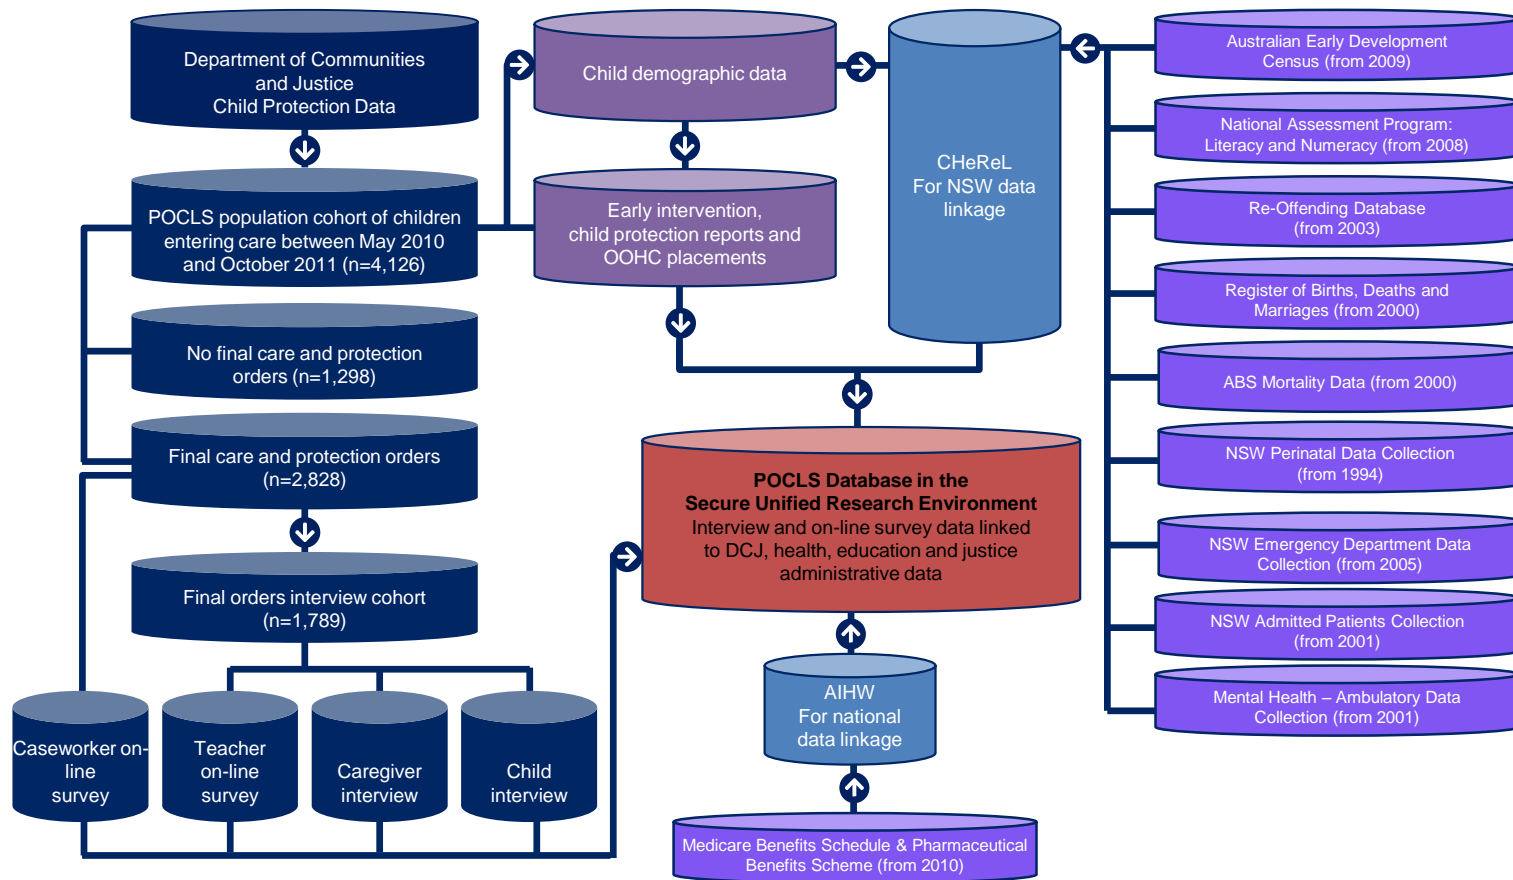 Department of Communities
and Justice
Child Protection Data
POCLS population cohort of children
entering care between May 2010
and October 2011 (n=4,126)
No final care and protection
orders (n=1,298)
Final care and protection orders
(n=2,828)
Final orders interview cohort
(n=1,789)
Caseworker on-
line
survey
Teacher
on-line
survey
Caregiver
interview
Child
interview
Child demographic data
Early intervention,
child protection reports and
OOHC placements
CHeReL
For NSW data
linkage
POCLS Database in the
Secure Unified Research Environment
Interview and on-line survey data linked
to DCJ, health, education and justice
administrative data
AIHW
For national
data linkage
Medicare Benefits Schedule & Pharmaceutical
Benefits Scheme (from 2010)
Australian Early Development
Census (from 2009)
National Assessment Program:
Literacy and Numeracy (from 2008)
Re-Offending Database
(from 2003)
Register of Births, Deaths and
Marriages (from 2000)
ABS Mortality Data (from 2000)
NSW Perinatal Data Collection
(from 1994)
NSW Emergency Department Data
Collection (from 2005)
NSW Admitted Patients Collection
(from 2001)
Mental Health – Ambulatory Data
Collection (from 2001)